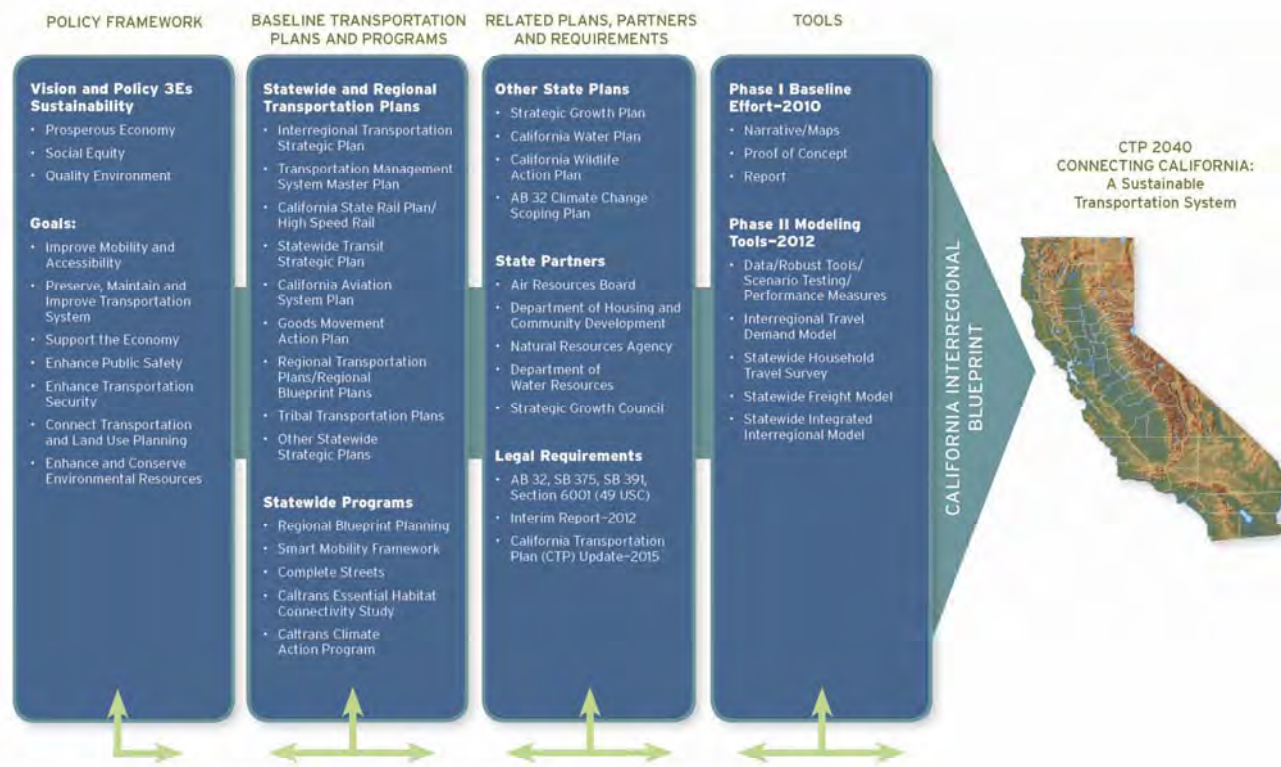 POLICY FRAMEWORK
Vision and Policy 3Es
Sustainability
• Prosperous Economy
• Social Equity
• Quality Environment
Goals:
• Improve Mobility and
Accessibility
• Preserve, Maintain and
Improve Transportation
System
• Support the Economy
• Enhance Public Safety
• Enhance Transportation
Security
• Connect Transportation
and Land Use Planning
• Enhance and Conserve
Environmental Resources
BASELINE TRANSPORTATION
PLANS AND PROGRAMS
Statewide and Regional
Transportation Plans
• Interregional Transportation
Strategic Plan
• Transportation Management
System Master Plan
• California State Rail Plan/
High Speed Rail
• Statewide Transit
Strategic Plan
• California Aviation
System Plan
• Goods Movement
Action Plan
• Regional Transportation
Plans/Regional
Blueprint Plans
• Tribal Transportation Plans
• Other Statewide
Strategic Plans
Statewide Programs
• Regional Blueprint Planning
• Smart Mobility Framework
• Complete Streets
• Caltrans Essential Habitat
Connectivity Study
• Caltrans Climate
Action Program
RELATED PLANS, PARTNERS
AND REQUIREMENTS
Other State Plans
• Strategic Growth Plan
• California Water Plan
• California Wildlife
Action Plan
• AB 32 Climate Change
Scoping Plan
State Partners
• Air Resources Board
• Department of Housing and
Community Development
• Natural Resources Agency
• Department of
Water Resources
• Strategic Growth Council
Legal Requirements
• AB 32, SB 375, SB 391,
Section 6001 (49 USC)
• Interim Report–2012
• California Transportation
Plan (CTP) Update–2015
TOOLS
Phase I Baseline
Effort–2010
• Narrative/Maps
• Proof of Concept
• Report
Phase II Modeling
Tools–2012
• Data/Robust Tools/
Scenario Testing/
Performance Measures
• Interregional Travel
Demand Model
• Statewide Household
Travel Survey
• Statewide Freight Model
• Statewide Integrated
Interregional Model
CALIFORNIA INTERREGIONAL
BLUEPRINT
CTP 2040
CONNECTING CALIFORNIA:
A Sustainable
Transportation System